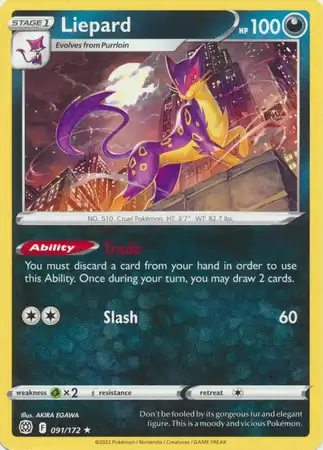 STAGE 1
Liepard
HP 100
Evolves from Purrloin
NO. 510 Cruel Pokémon HT: 3'7" WT: 82.7 lbs.
Ability Trade
You must discard a card from your hand in order to use
this Ability. Once during your turn, you may draw 2 cards.
Slash 60
weakness ×2 resistance retreat
Illus. AKIRA EGAWA
F 091/172 ★
Don't be fooled by its gorgeous fur and elegant
figure. This is a moody and vicious Pokémon.
©2022 Pokémon / Nintendo / Creatures / GAME FREAK